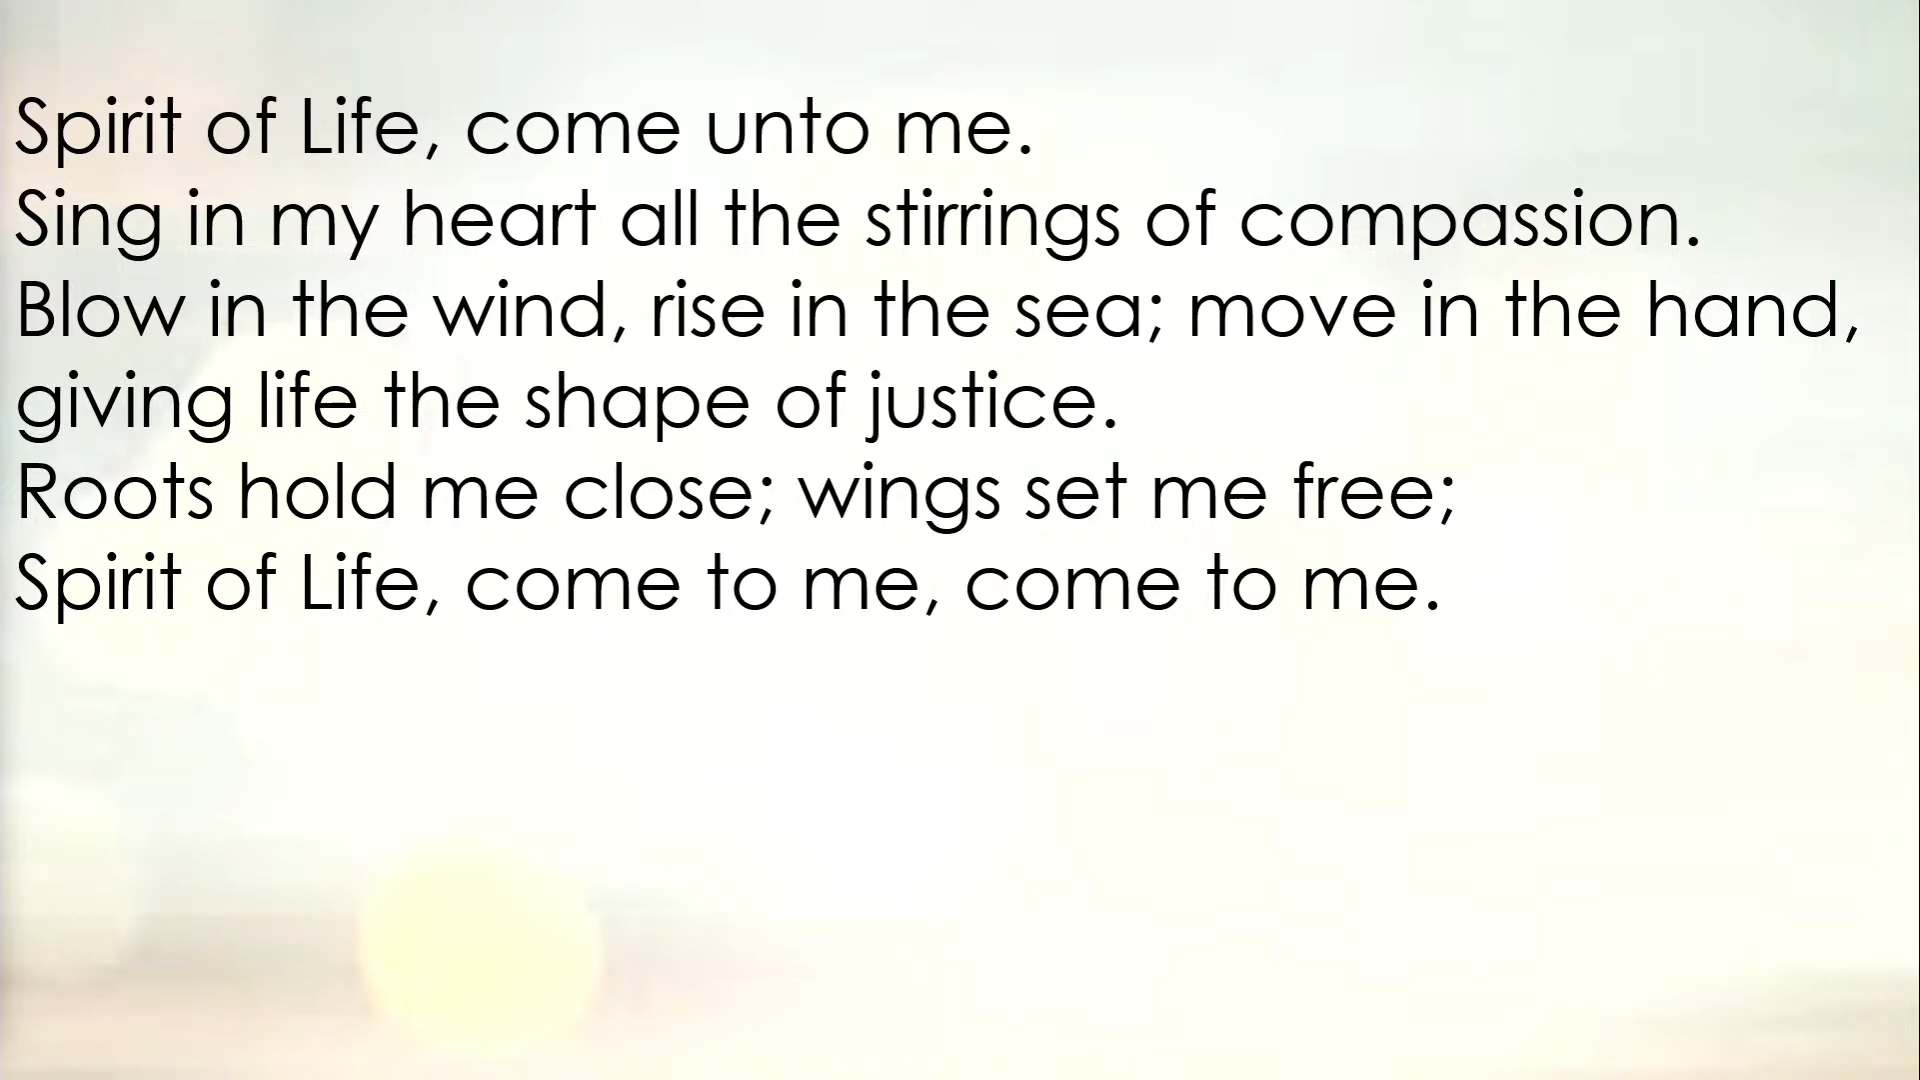 Spirit of Life, come unto me.
Sing in my heart all the stirrings of compassion.
Blow in the wind, rise in the sea; move in the hand,
giving life the shape of justice.
Roots hold me close; wings set me free;
Spirit of Life, come to me, come to me.